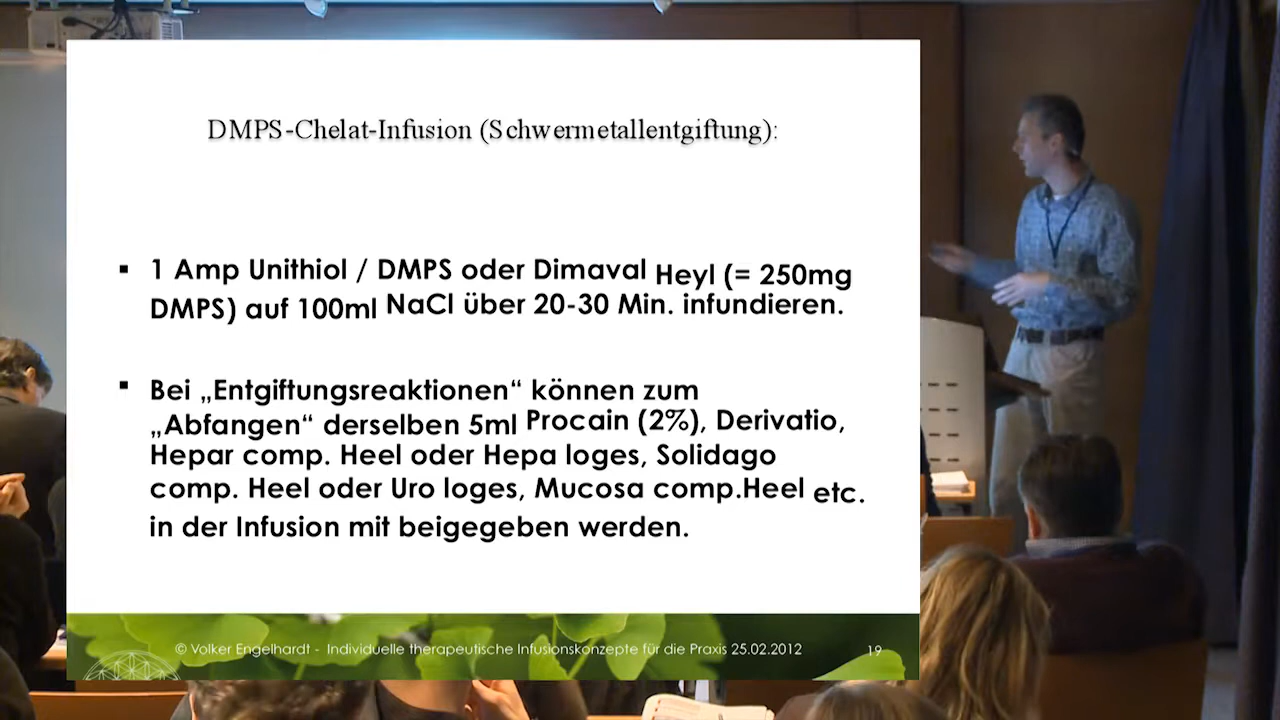 DMPS-Chelat-Infusion (Schwermetallentgiftung):
▪ 1 Amp Unithiol / DMPS oder Dimaval Heyl (= 250mg
DMPS) auf 100ml NaCl über 20-30 Min. infundieren.
▪ Bei „Entgiftungsreaktionen“ können zum
„Abfangen“ derselben 5ml Procain (2%), Derivatio,
Hepar comp. Heel oder Hepa loges, Solidago
comp. Heel oder Uro loges, Mucosa comp.Heel etc.
in der Infusion mit beigegeben werden.
© Volker Engelhardt - Individuelle therapeutische Infusionskonzepte für die Praxis 25.02.2012
19